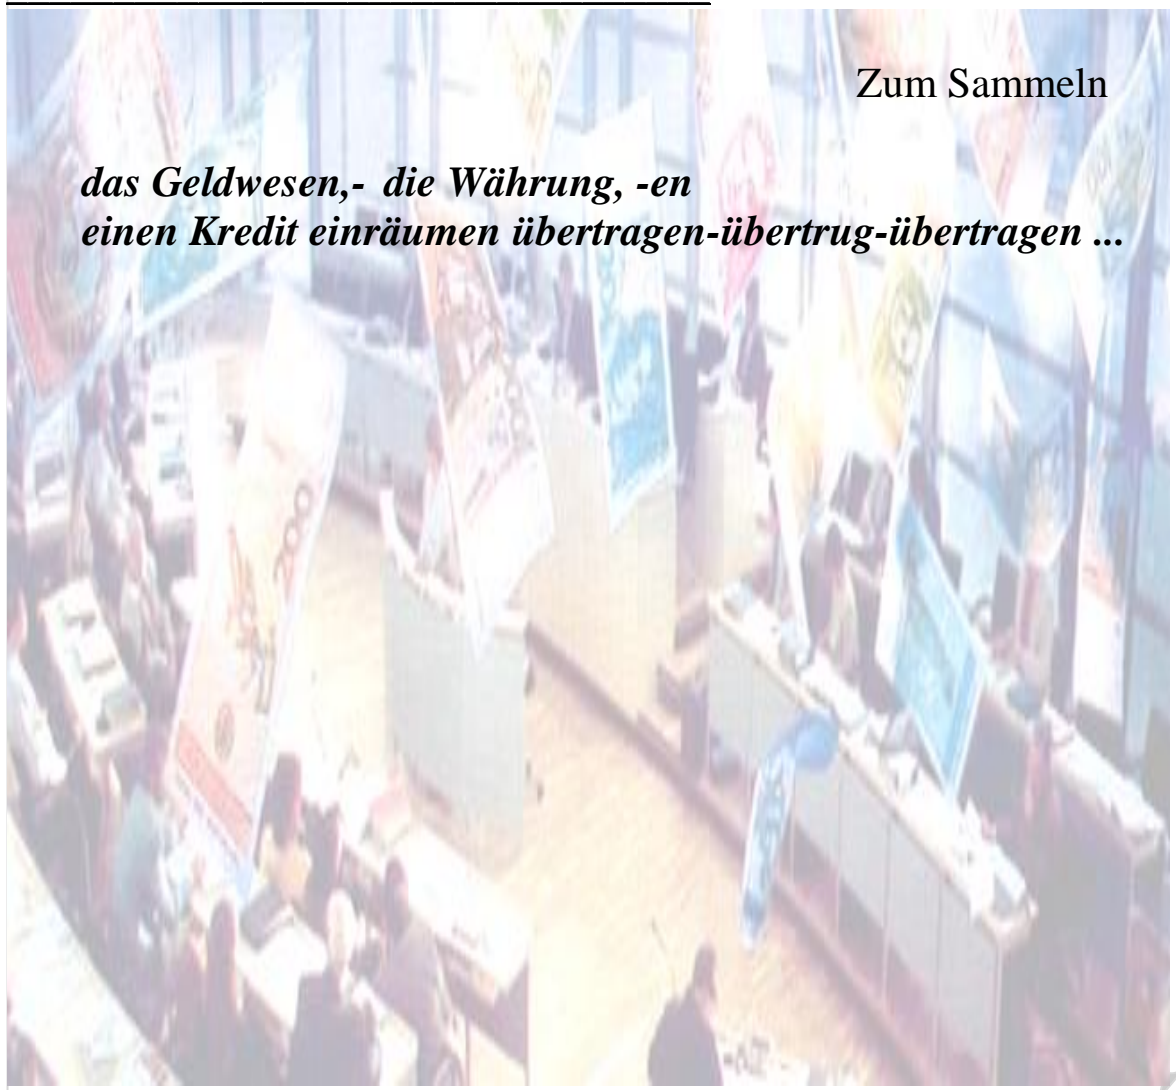 Zum Sammeln
das Geldwesen,- die Währung, -en
einen Kredit einräumen übertragen-übertrug-übertragen ...